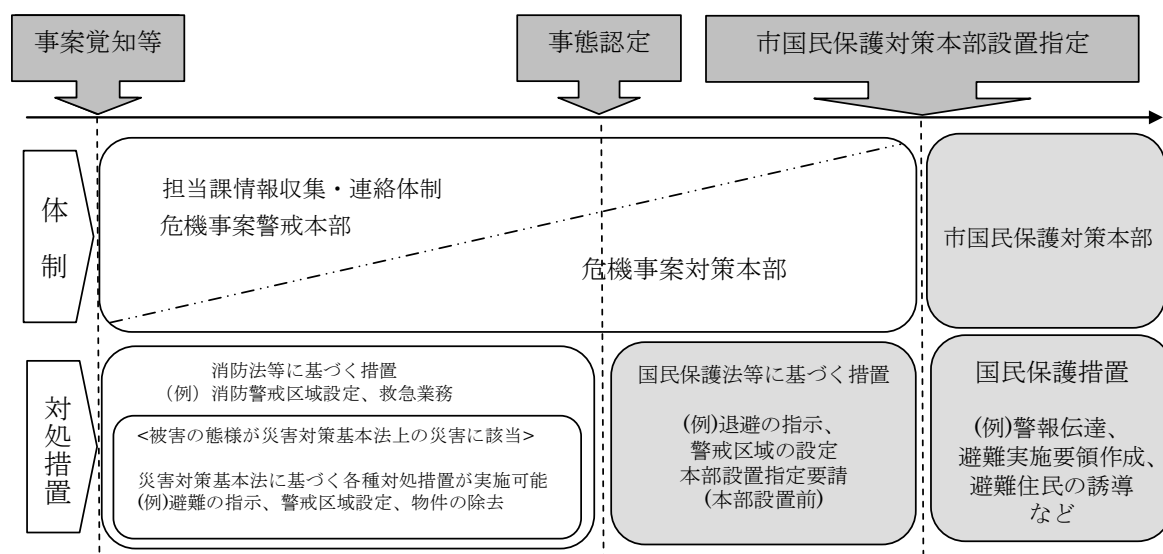 事案覚知等
事態認定
市国民保護対策本部設置指定
体制
担当課情報収集・連絡体制
危機事案警戒本部
危機事案対策本部
市国民保護対策本部
対処措置
消防法等に基づく措置
（例）消防警戒区域設定、救急業務
<被害の態様が災害対策基本法上の災害に該当>
災害対策基本法に基づく各種対処措置が実施可能
(例)避難の指示、警戒区域設定、物件の除去
国民保護法等に基づく措置
(例)退避の指示、
警戒区域の設定
本部設置指定要請
(本部設置前)
国民保護措置
(例)警報伝達、
避難実施要領作成、
避難住民の誘導
など